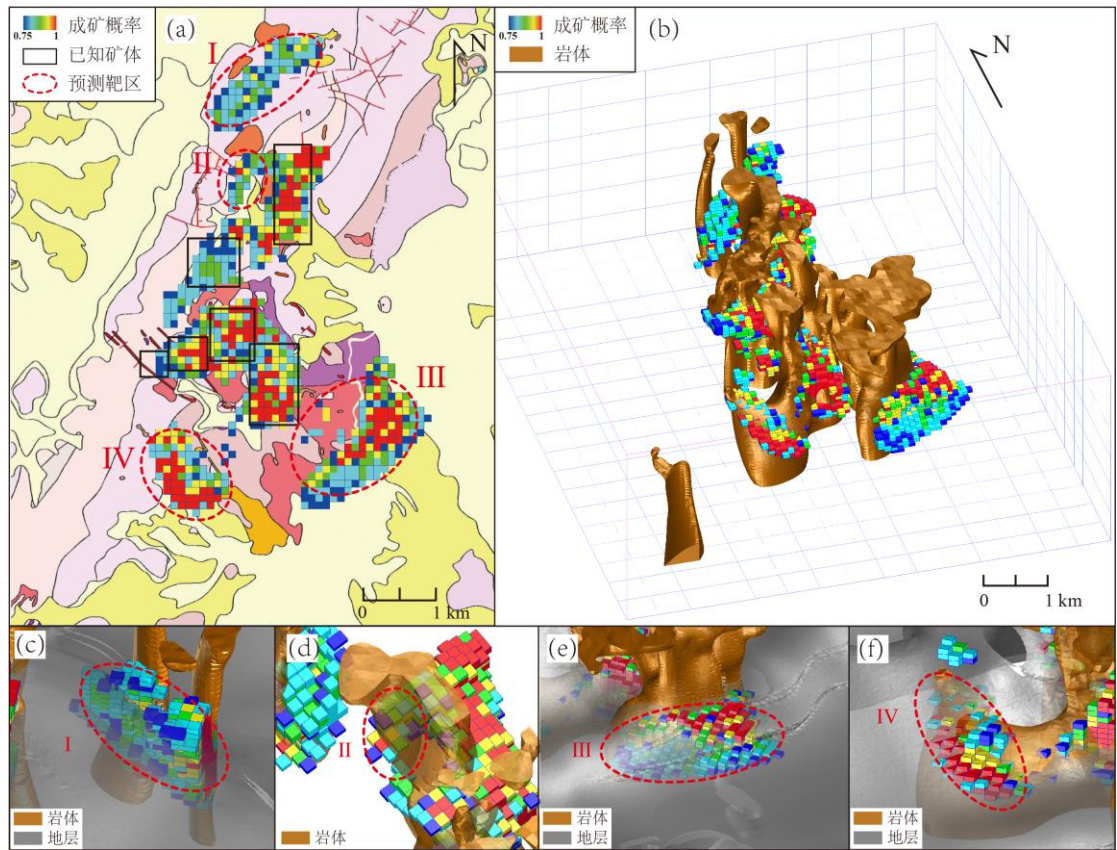 成矿概率
0.75 1
已知矿体
预测靶区
(a)
N
I
II
III
IV
0 1 km
成矿概率
0.75 1
岩体
(b)
N
0 1 km
(c)
I
岩体
地层
(d)
II
岩体
(e)
III
岩体
地层
(f)
IV
岩体
地层